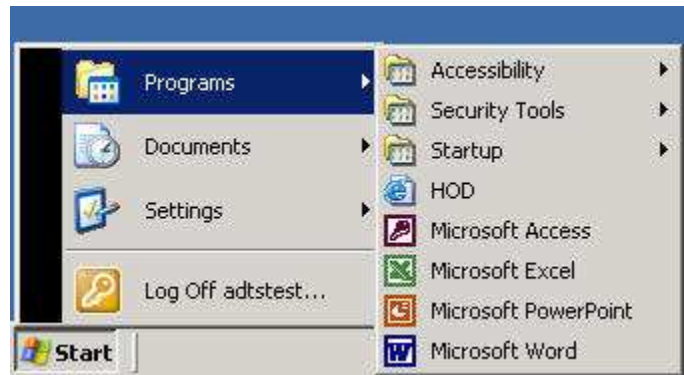 Programs
Documents
Settings
Log Off adtstest...
Start
Accessibility
Security Tools
Startup
HOD
Microsoft Access
Microsoft Excel
Microsoft PowerPoint
Microsoft Word